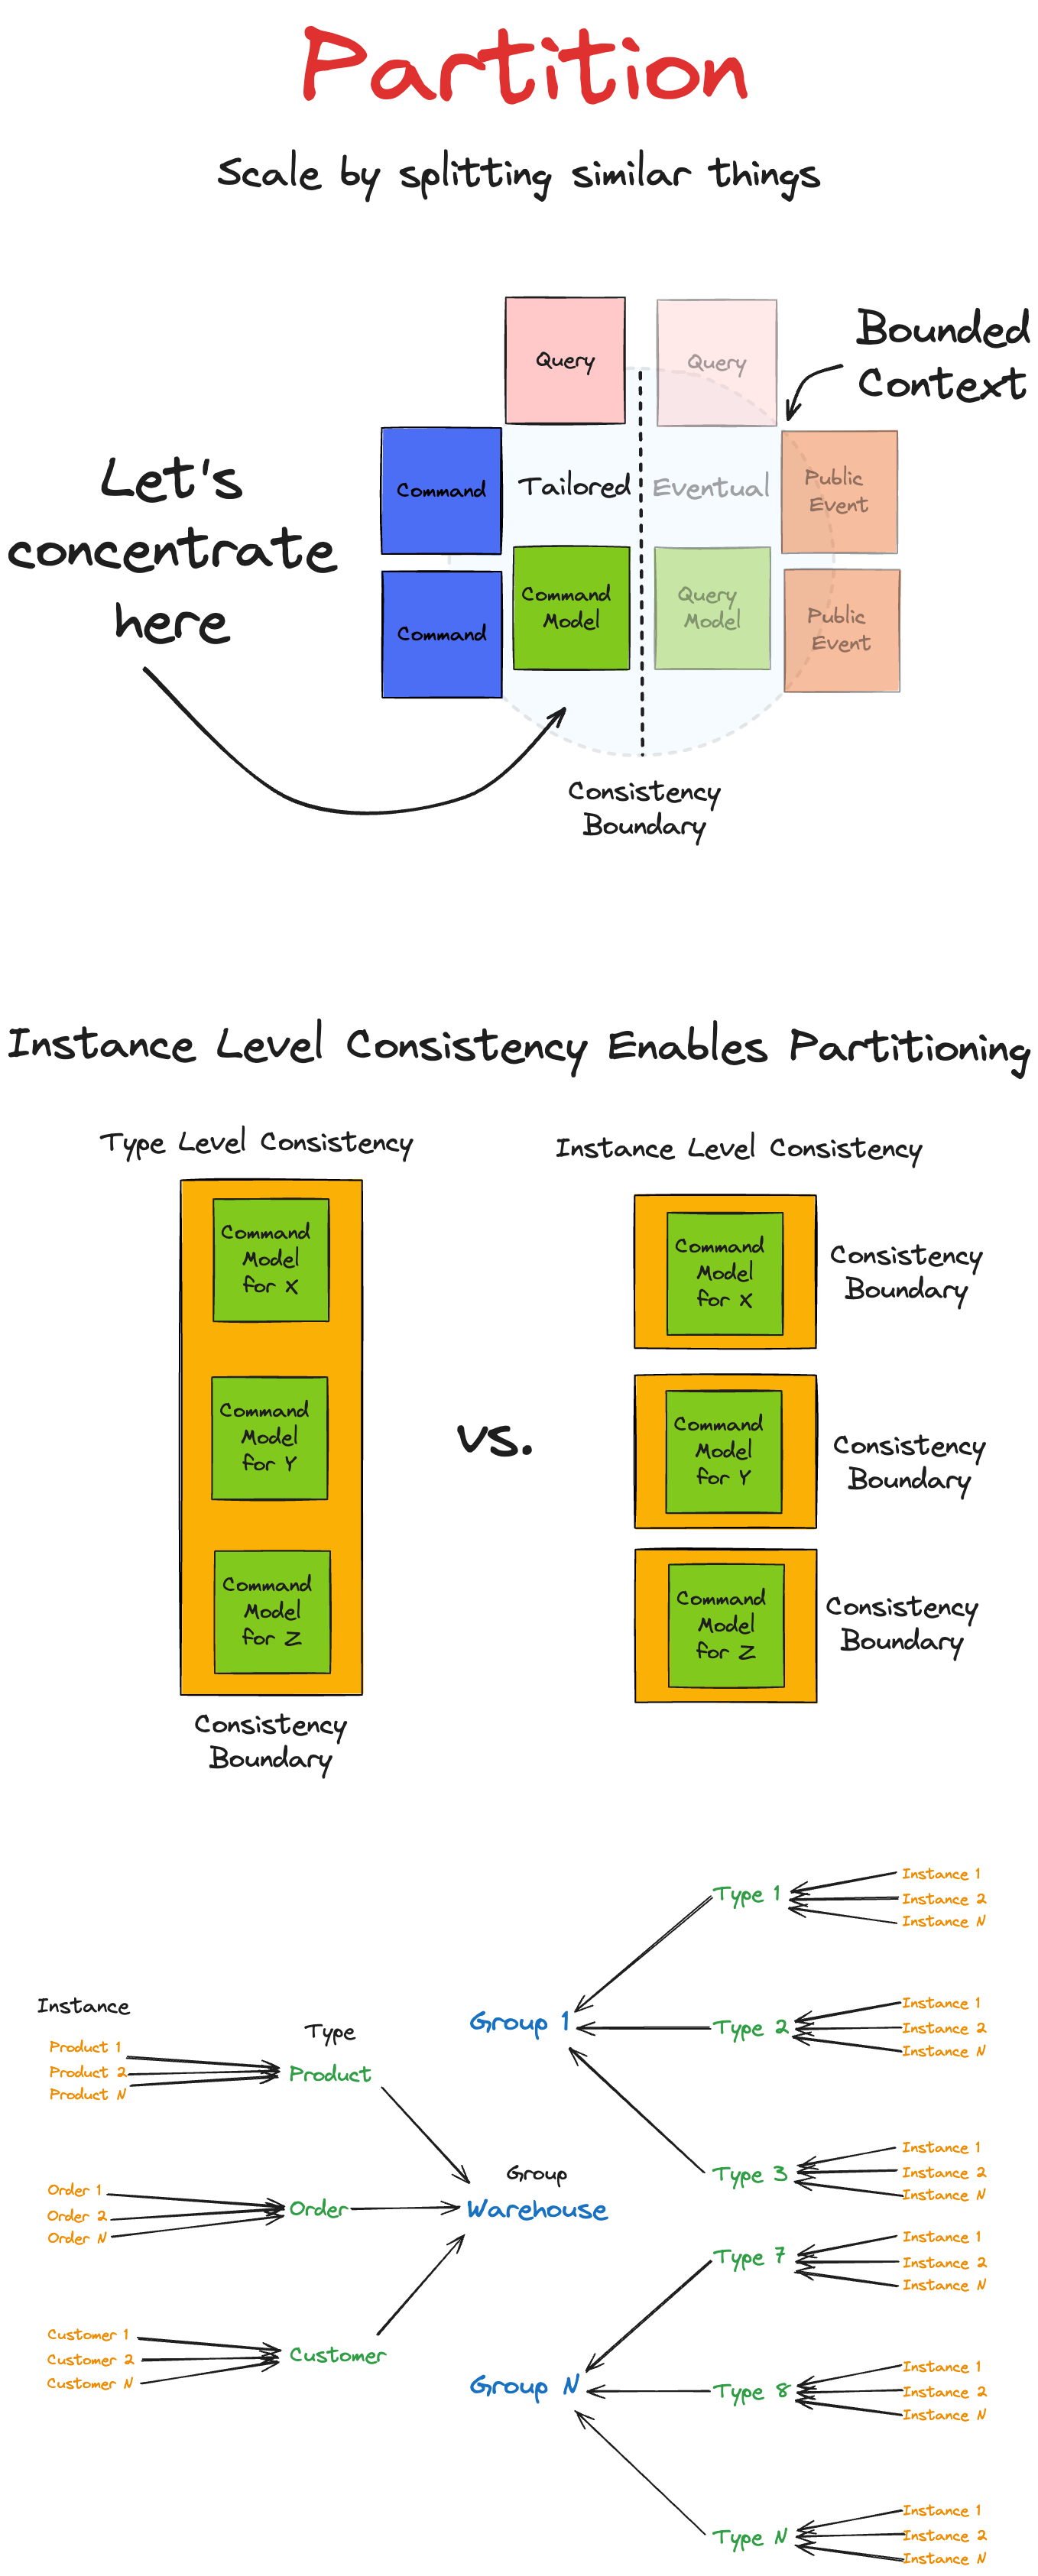 Partition
Scale by splitting similar things
Query
Query
Bounded
Context
Let's
concentrate
here
Command
Tailored
Eventual
Public
Event
Command
Command
Model
Query
Model
Public
Event
Consistency
Boundary
Instance Level Consistency Enables Partitioning
Type Level Consistency
Command
Model
for X
Command
Model
for Y
Command
Model
for Z
Consistency
Boundary
vs.
Instance Level Consistency
Command
Model
for X
Consistency
Boundary
Command
Model
for Y
Consistency
Boundary
Command
Model
for Z
Consistency
Boundary
Instance
Type
Group
Product 1
Product 2
Product N
Product
Order 1
Order 2
Order N
Order
Warehouse
Customer 1
Customer 2
Customer N
Customer
Group 1
Type 1
Instance 1
Instance 2
Instance N
Type 2
Instance 1
Instance 2
Instance N
Type 3
Instance 1
Instance 2
Instance N
Group N
Type 7
Instance 1
Instance 2
Instance N
Type 8
Instance 1
Instance 2
Instance N
Type N
Instance 1
Instance 2
Instance N